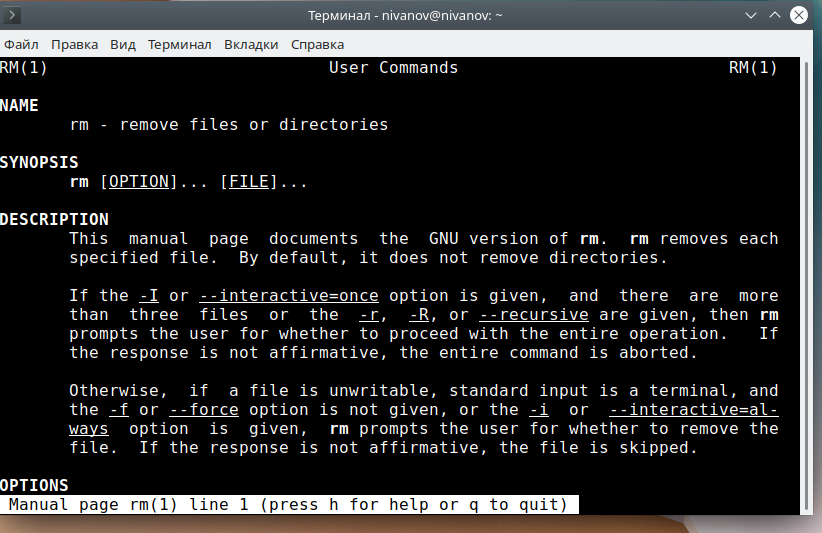 Терминал - nivanov@nivanov: ~
Файл Правка Вид Терминал Вкладки Справка
RM(1) User Commands RM(1)
NAME
rm - remove files or directories
SYNOPSIS
rm [OPTION]... [FILE]...
DESCRIPTION
This manual page documents the GNU version of rm. rm removes each
specified file. By default, it does not remove directories.
If the -I or --interactive=once option is given, and there are more
than three files or the -r, -R, or --recursive are given, then rm
prompts the user for whether to proceed with the entire operation. If
the response is not affirmative, the entire command is aborted.
Otherwise, if a file is unwritable, standard input is a terminal, and
the -f or --force option is not given, or the -i or --interactive=al-
ways option is given, rm prompts the user for whether to remove the
file. If the response is not affirmative, the file is skipped.
OPTIONS
Manual page rm(1) line 1 (press h for help or q to quit)